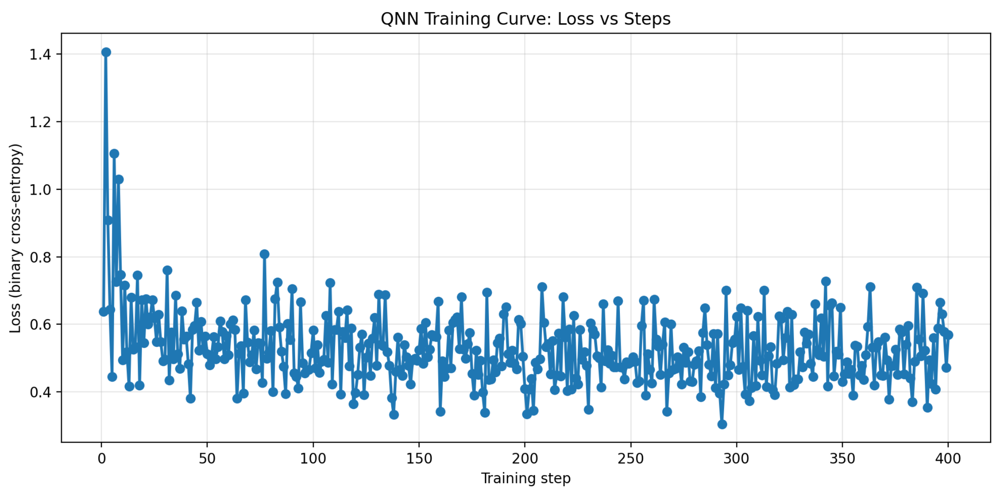 QNN Training Curve: Loss vs Steps
Loss (binary cross-entropy)
1.4
1.2
1.0
0.8
0.6
0.4
0 50 100 150 200 250 300 350 400
Training step